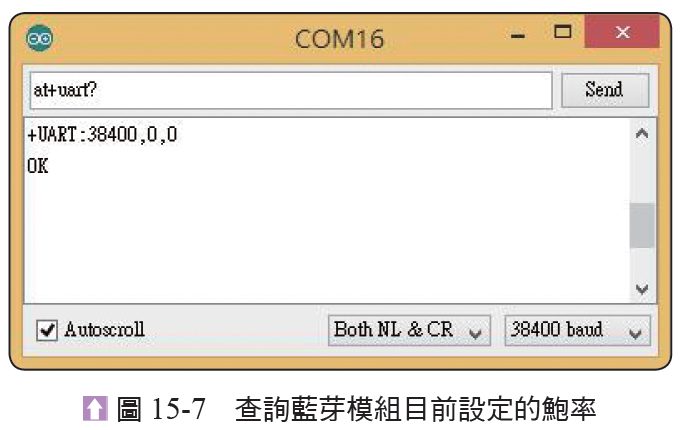 COM16
at+uart?
Send
+UART:38400,0,0
OK
Autoscroll
Both NL & CR
38400 baud
圖 15-7 查詢藍芽模組目前設定的鮑率